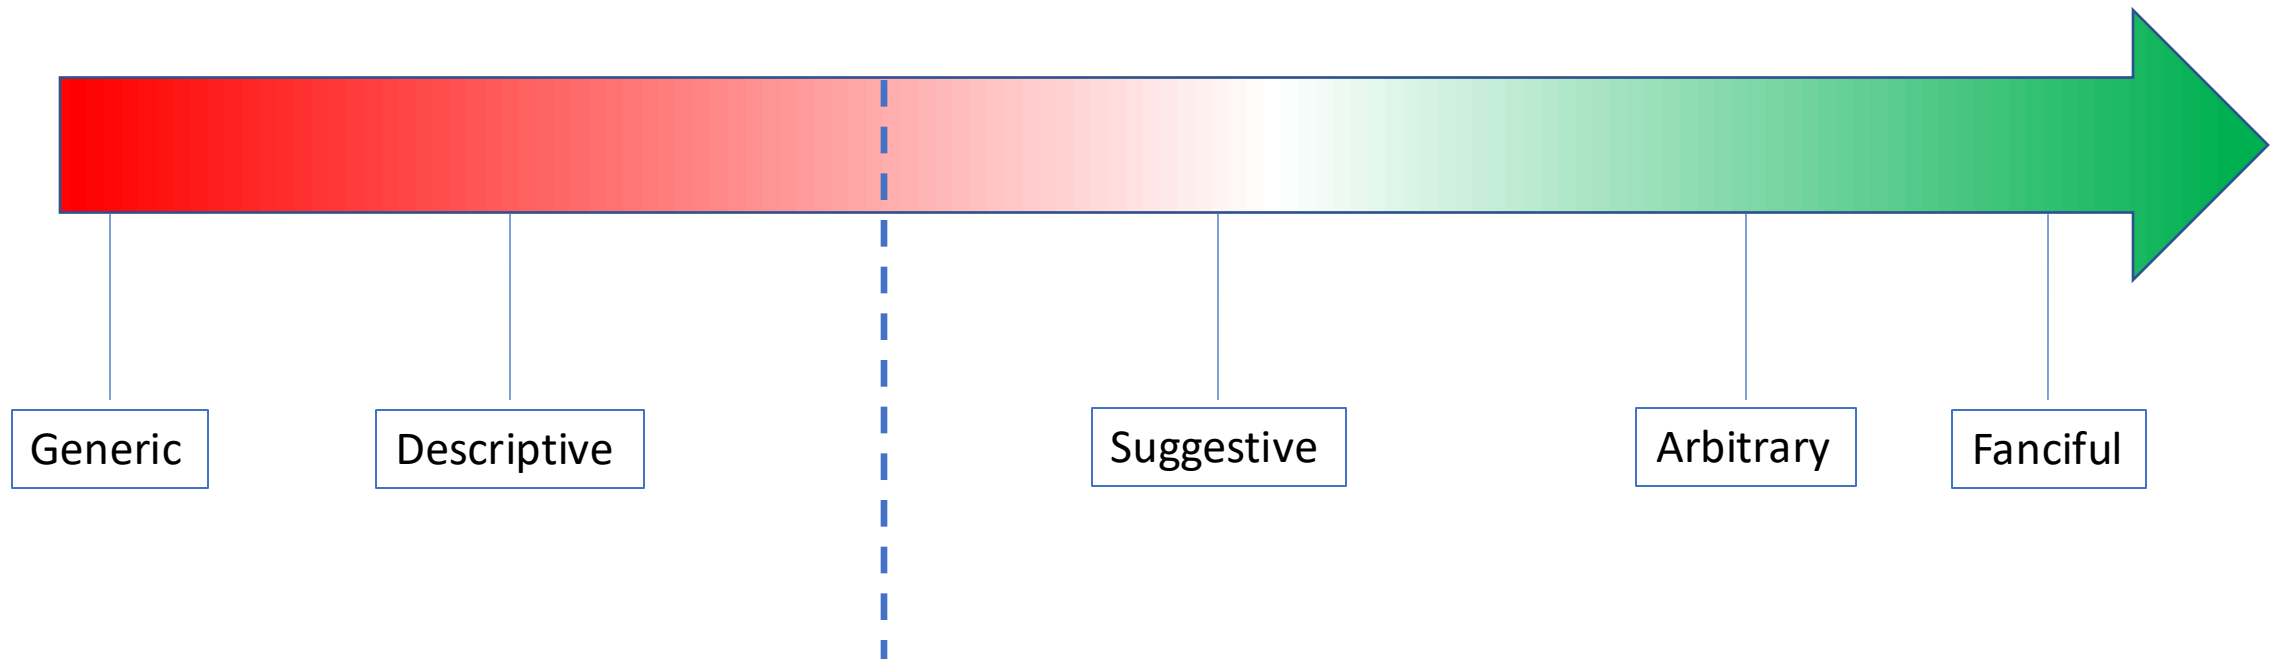 Generic
Descriptive
Suggestive
Arbitrary
Fanciful